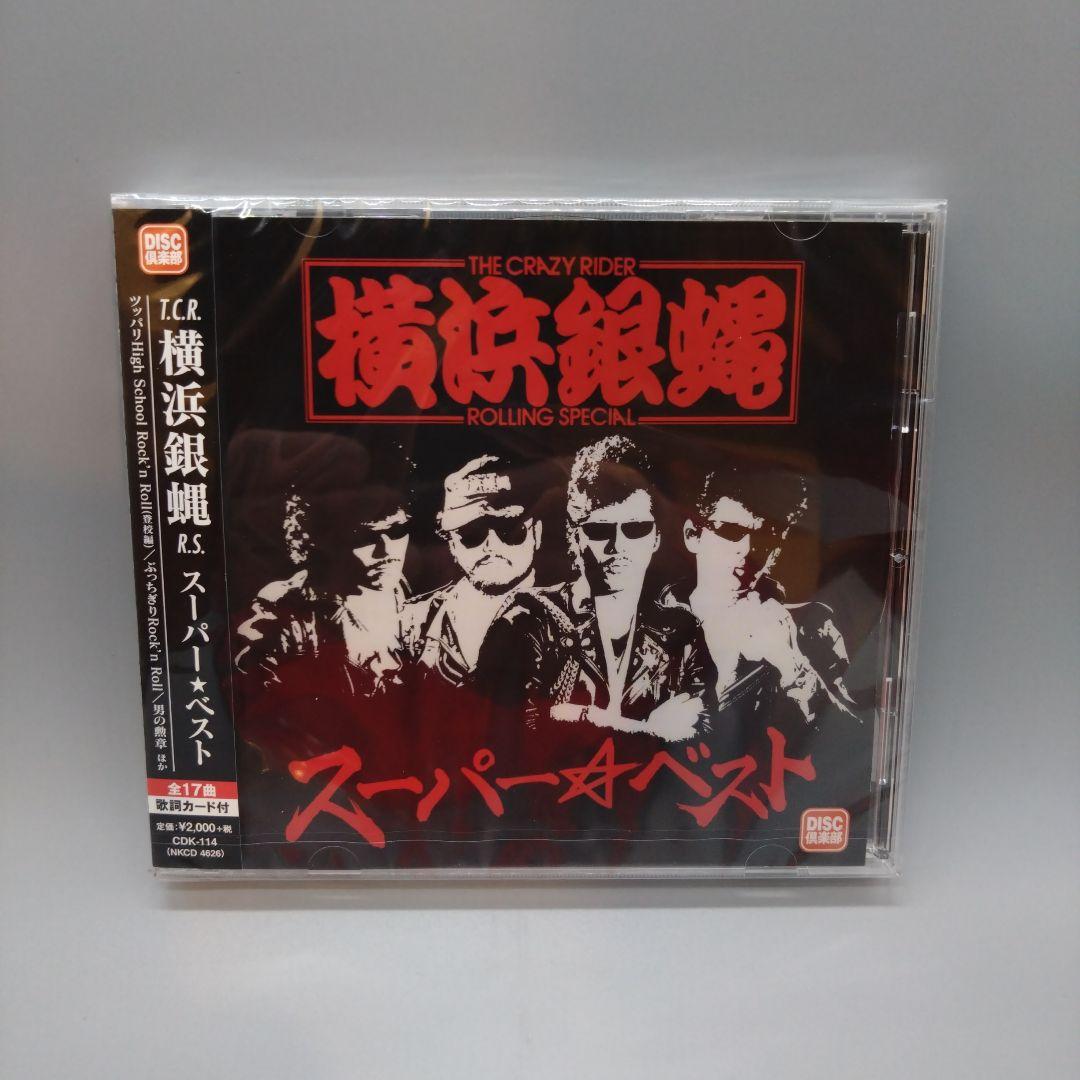 DISC
倶楽部
T.C.R. 横浜銀蝿 R.S. スーパー★ベスト
ツッパリHigh School Rock'n Roll(登校編)/ぶっちぎりRock'n Roll/男の勲章 ほか
全17曲
歌詞カード付
定価:¥2,000+税
CDK-114
(NKCD 4626)
THE CRAZY RIDER
横浜銀蝿
ROLLING SPECIAL
スーパー☆ベスト
DISC
倶楽部